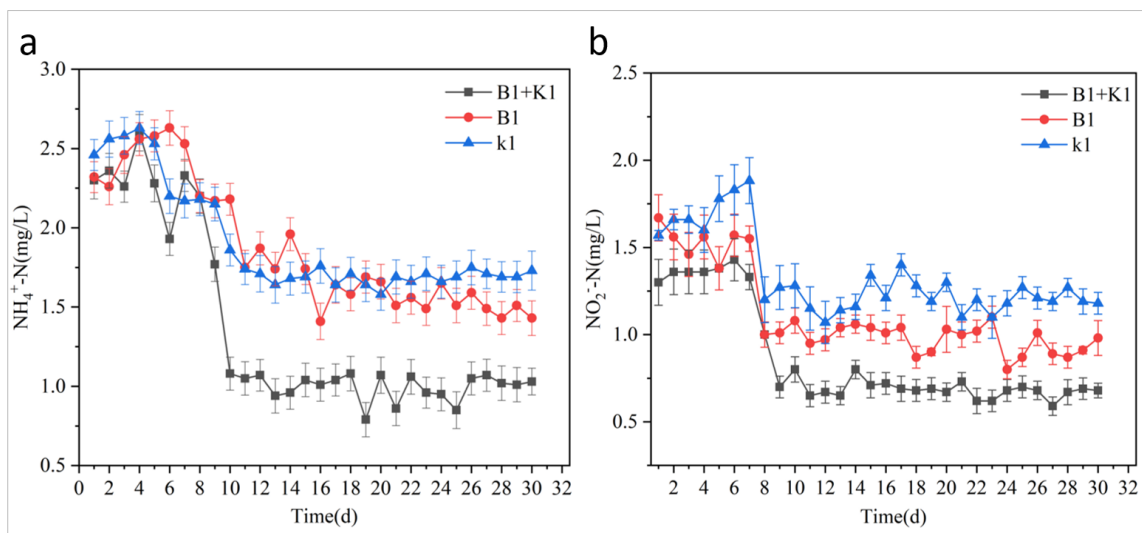 a
3.0
2.5
2.0
1.5
1.0
0.5
NH₄⁺-N(mg/L)
B1+K1
B1
k1
0 2 4 6 8 10 12 14 16 18 20 22 24 26 28 30 32
Time(d)
b
2.5
2.0
1.5
1.0
0.5
NO₂⁻-N(mg/L)
B1+K1
B1
k1
2 4 6 8 10 12 14 16 18 20 22 24 26 28 30 32
Time(d)